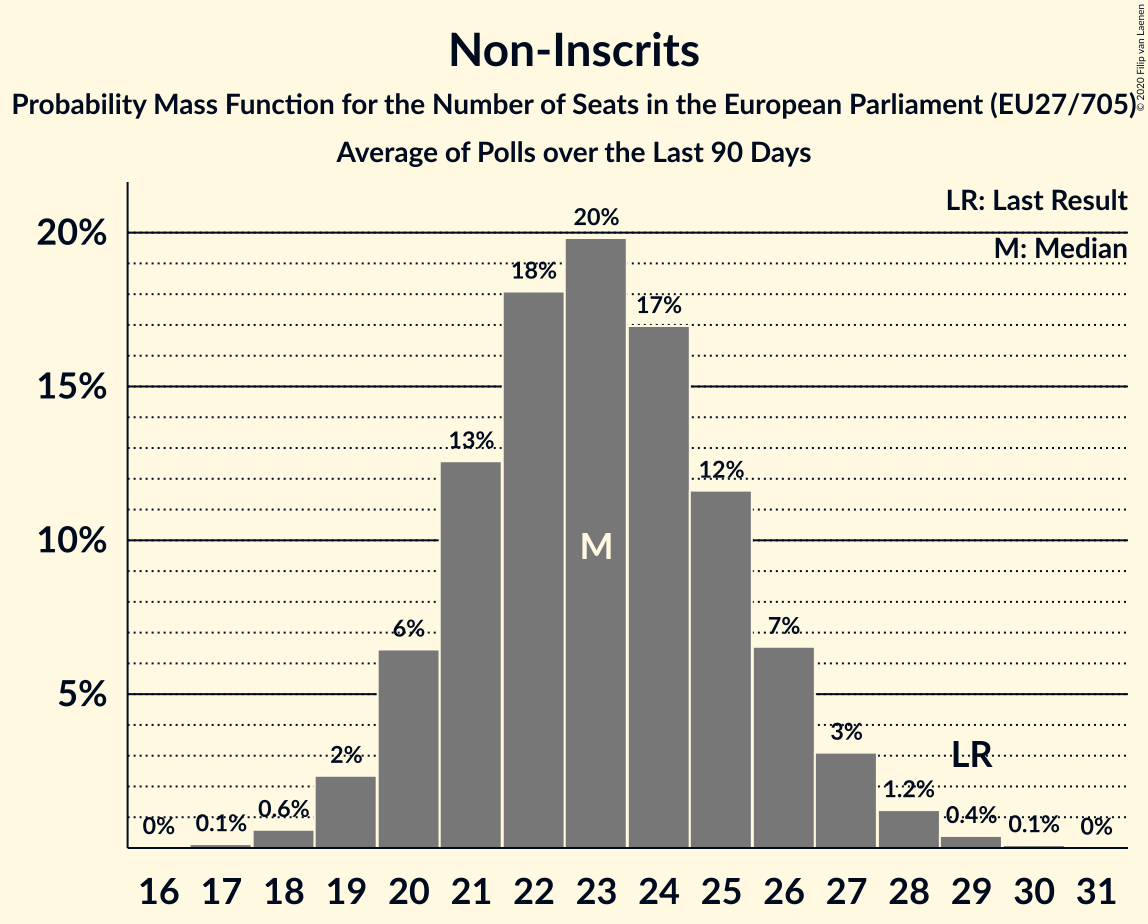 Non-Inscrits
Probability Mass Function for the Number of Seats in the European Parliament (EU27/705)
Average of Polls over the Last 90 Days
© 2020 Filip van Laenen
LR: Last Result
M: Median
20%
15%
10%
5%
0%
0.1%
0.6%
2%
6%
13%
18%
20%
17%
12%
7%
3%
1.2%
0.4%
0.1%
0%
M
LR
16 17 18 19 20 21 22 23 24 25 26 27 28 29 30 31